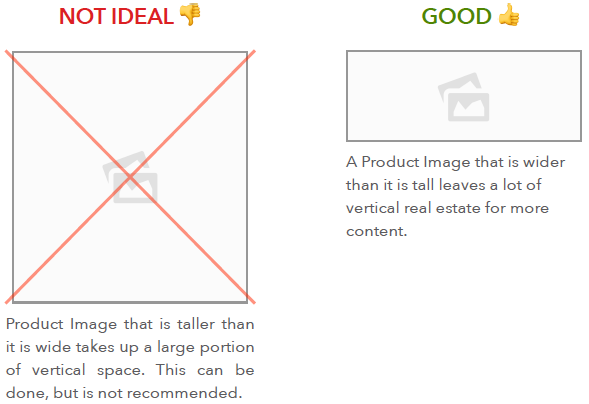 NOT IDEAL 👎
Product Image that is taller than
it is wide takes up a large portion
of vertical space. This can be
done, but is not recommended.
GOOD 👍
A Product Image that is wider
than it is tall leaves a lot of
vertical real estate for more
content.